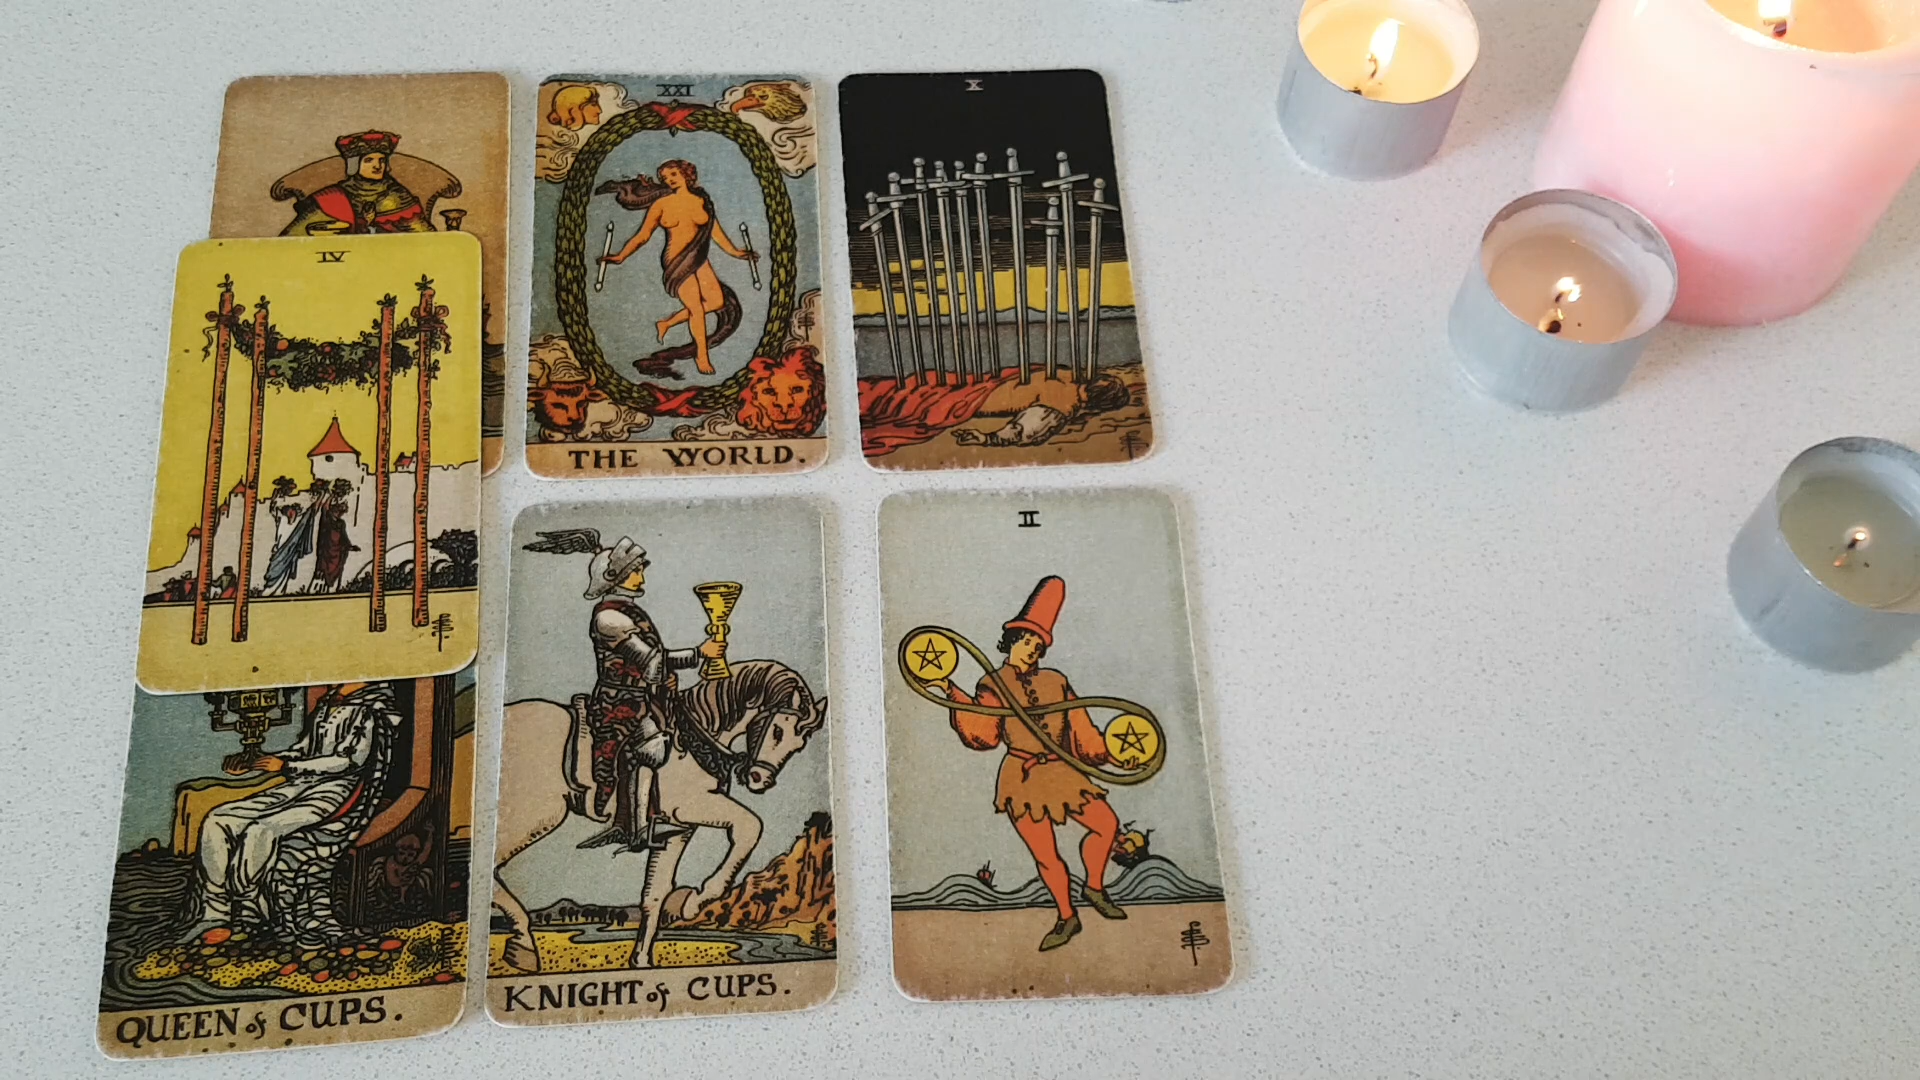 XXI
X
THE WORLD.
IV
II
KNIGHT of CUPS.
QUEEN of CUPS.